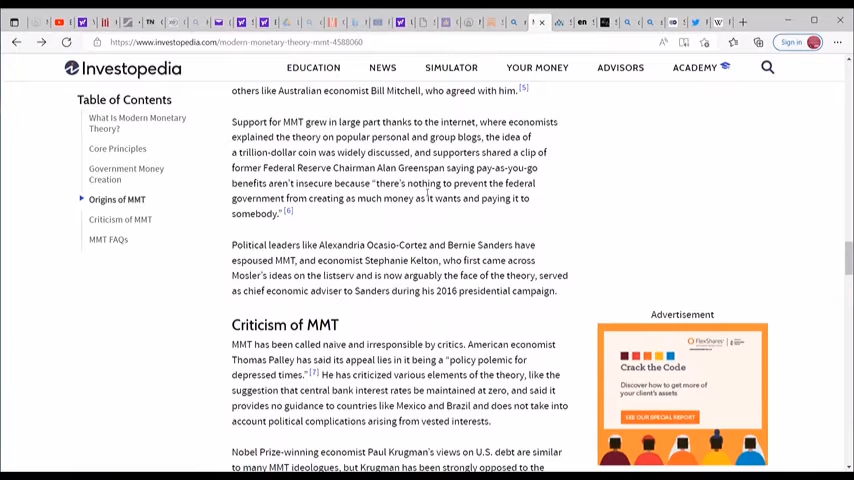 TN
en
W
https://www.investopedia.com/modern-monetary-theory-mmt-4588060
Sign in
Investopedia
EDUCATION
NEWS
SIMULATOR
YOUR MONEY
ADVISORS
ACADEMY
Table of Contents
What Is Modern Monetary
Theory?
Core Principles
Government Money
Creation
Origins of MMT
Criticism of MMT
MMT FAQs
others like Australian economist Bill Mitchell, who agreed with him. [5]
Support for MMT grew in large part thanks to the internet, where economists
explained the theory on popular personal and group blogs, the idea of
a trillion-dollar coin was widely discussed, and supporters shared a clip of
former Federal Reserve Chairman Alan Greenspan saying pay-as-you-go
benefits aren't insecure because “there's nothing to prevent the federal
government from creating as much money as it wants and paying it to
somebody.” [6]
Political leaders like Alexandria Ocasio-Cortez and Bernie Sanders have
espoused MMT, and economist Stephanie Kelton, who first came across
Mosler's ideas on the listserv and is now arguably the face of the theory, served
as chief economic adviser to Sanders during his 2016 presidential campaign.
Criticism of MMT
MMT has been called naive and irresponsible by critics. American economist
Thomas Palley has said its appeal lies in it being a “policy polemic for
depressed times.” [7] He has criticized various elements of the theory, like the
suggestion that central bank interest rates be maintained at zero, and said it
provides no guidance to countries like Mexico and Brazil and does not take into
account political complications arising from vested interests.
Nobel Prize-winning economist Paul Krugman's views on U.S. debt are similar
to many MMT ideologues, but Krugman has been strongly opposed to the
Advertisement
FlexShares
Crack the Code
Discover how to get more of
your client's assets
SEE OUR SPECIAL REPORT